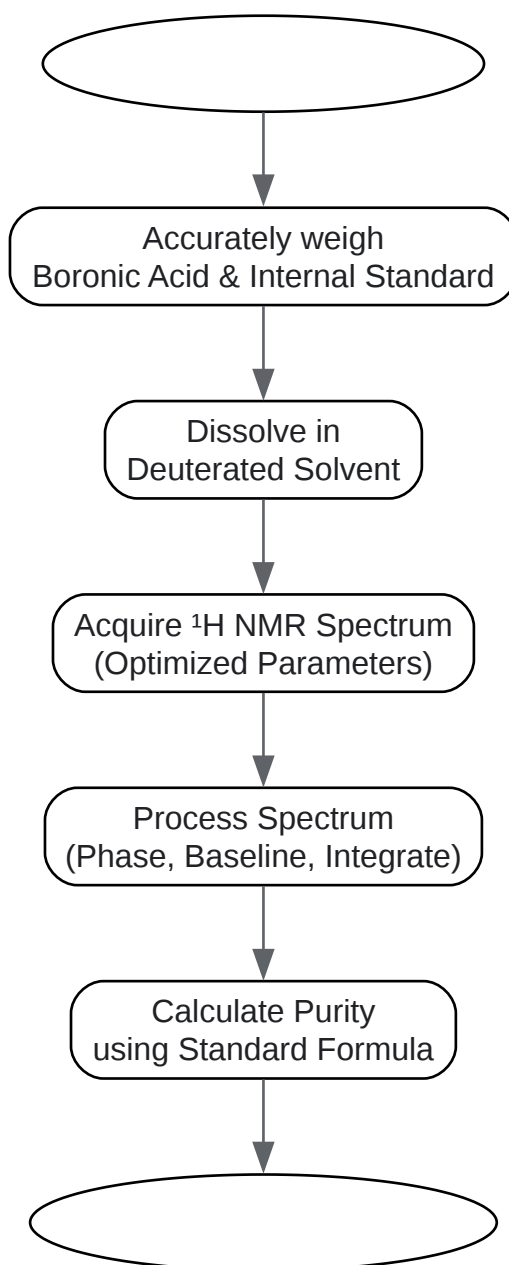 Accurately weigh
Boronic Acid & Internal Standard
Dissolve in
Deuterated Solvent
Acquire ¹H NMR Spectrum
(Optimized Parameters)
Process Spectrum
(Phase, Baseline, Integrate)
Calculate Purity
using Standard Formula